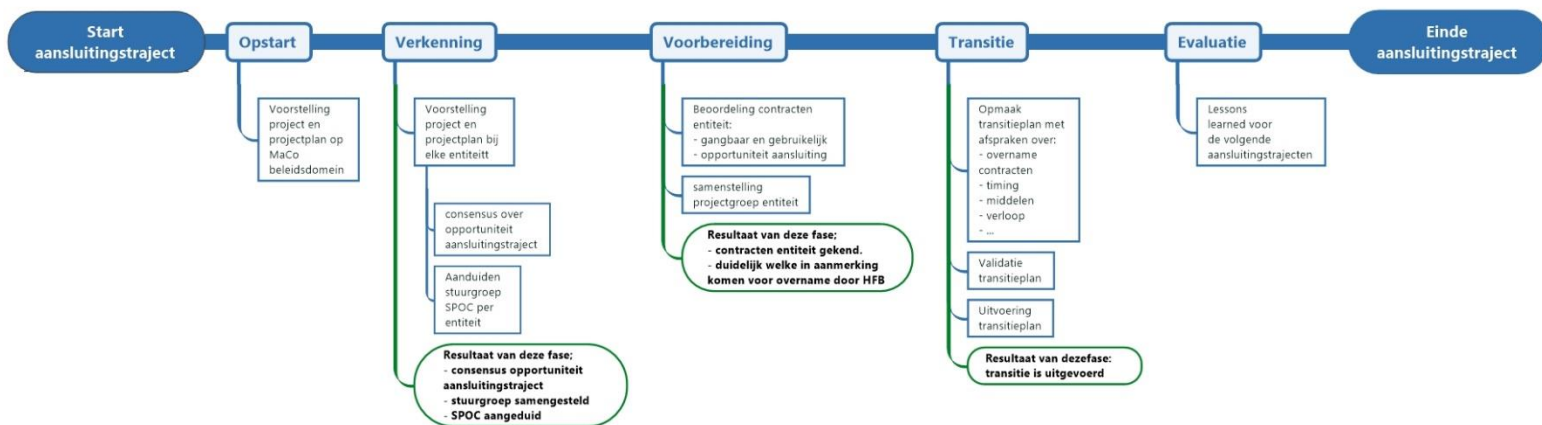 Start
aansluitingstraject
Opstart
Verkenning
Voorbereiding
Transitie
Evaluatie
Einde
aansluitingstraject
Voorstelling
project en
projectplan op
MaCo
beleidsdomein
Voorstelling
project en
projectplan bij
elke entiteitt
consensus over
opportuniteit
aansluitingstraject
Aanduiden
stuurgroep
SPOC per
entiteit
Resultaat van deze fase;
- consensus opportuniteit
aansluitingstraject
- stuurgroep samengesteld
- SPOC aangeduid
Beoordeling contracten
entiteit:
- gangbaar en gebruikelijk
- opportuniteit aansluiting
samenstelling
projectgroep entiteit
Resultaat van deze fase;
- contracten entiteit gekend.
- duidelijk welke in aanmerking
komen voor overname door HFB
Opmaak
transitieplan met
afspraken over:
- overname
contracten
- timing
- middelen
- verloop
- ...
Validatie
transitieplan
Uitvoering
transitieplan
Resultaat van dezefase:
transitie is uitgevoerd
Lessons
learned voor
de volgende
aansluitingstrajecten